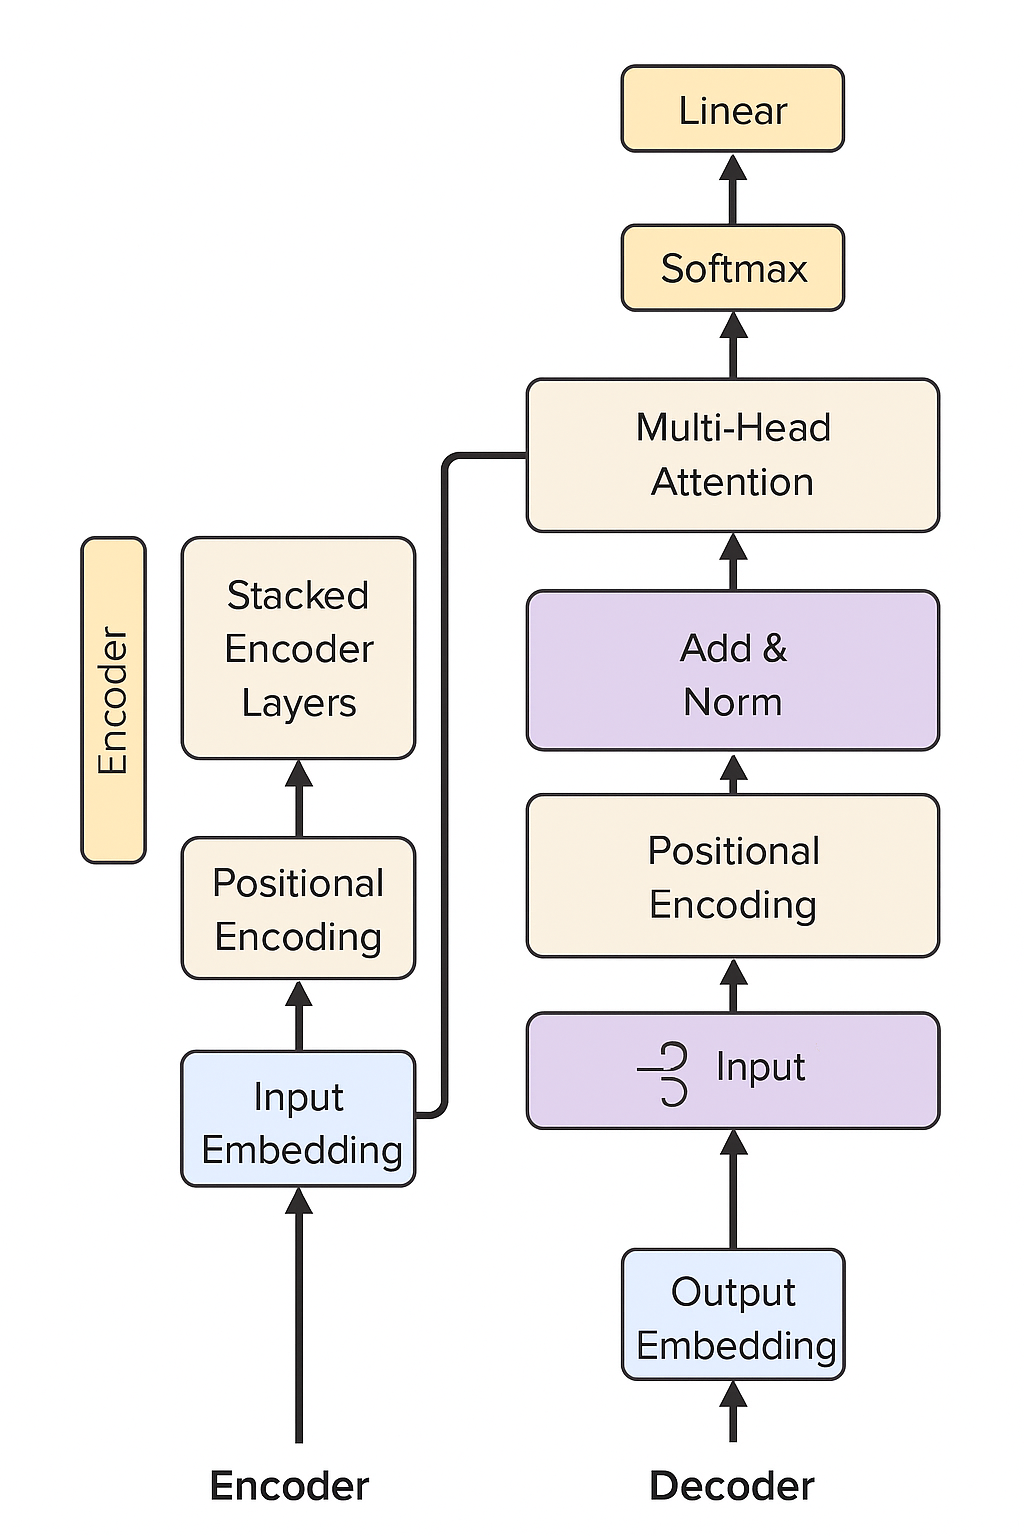 Linear
Softmax
Multi-Head
Attention
Add &
Norm
Positional
Encoding
Input
Output
Embedding
Decoder
Encoder
Stacked
Encoder
Layers
Positional
Encoding
Input
Embedding
Encoder